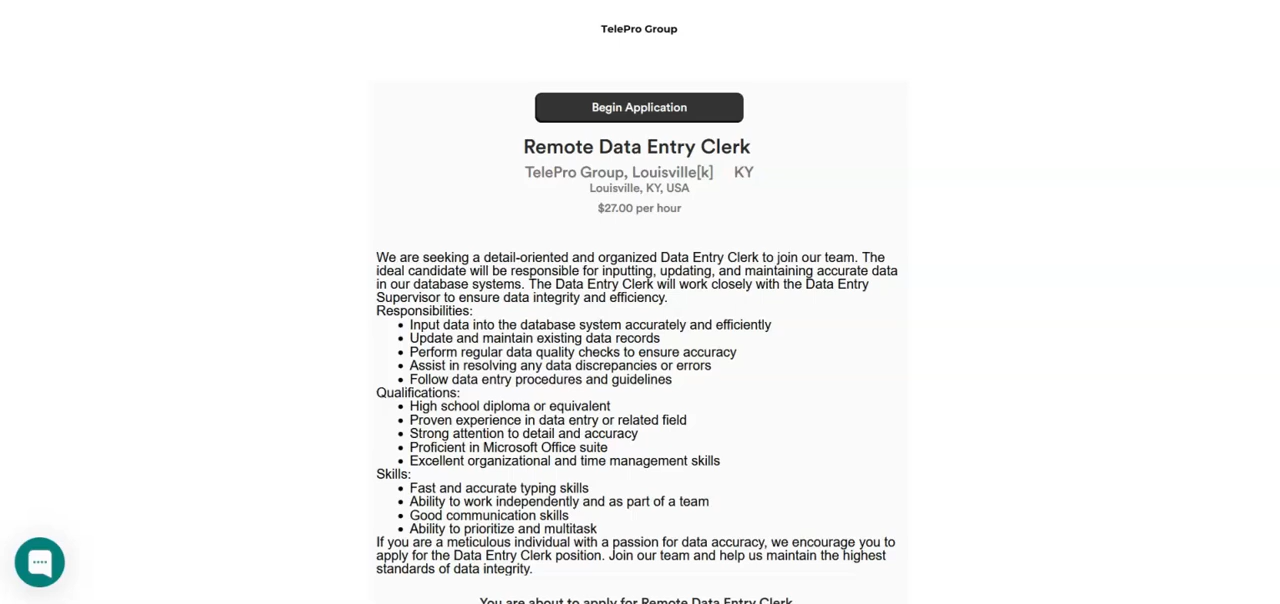 TelePro Group
Begin Application
Remote Data Entry Clerk
TelePro Group, Louisville[k] KY
Louisville, KY, USA
$27.00 per hour
We are seeking a detail-oriented and organized Data Entry Clerk to join our team. The
ideal candidate will be responsible for inputting, updating, and maintaining accurate data
in our database systems. The Data Entry Clerk will work closely with the Data Entry
Supervisor to ensure data integrity and efficiency.
Responsibilities:
• Input data into the database system accurately and efficiently
• Update and maintain existing data records
• Perform regular data quality checks to ensure accuracy
• Assist in resolving any data discrepancies or errors
• Follow data entry procedures and guidelines
Qualifications:
• High school diploma or equivalent
• Proven experience in data entry or related field
• Strong attention to detail and accuracy
• Proficient in Microsoft Office suite
• Excellent organizational and time management skills
Skills:
• Fast and accurate typing skills
• Ability to work independently and as part of a team
• Good communication skills
• Ability to prioritize and multitask
If you are a meticulous individual with a passion for data accuracy, we encourage you to
apply for the Data Entry Clerk position. Join our team and help us maintain the highest
standards of data integrity.
You are about to apply for Remote Data Entry Clerk